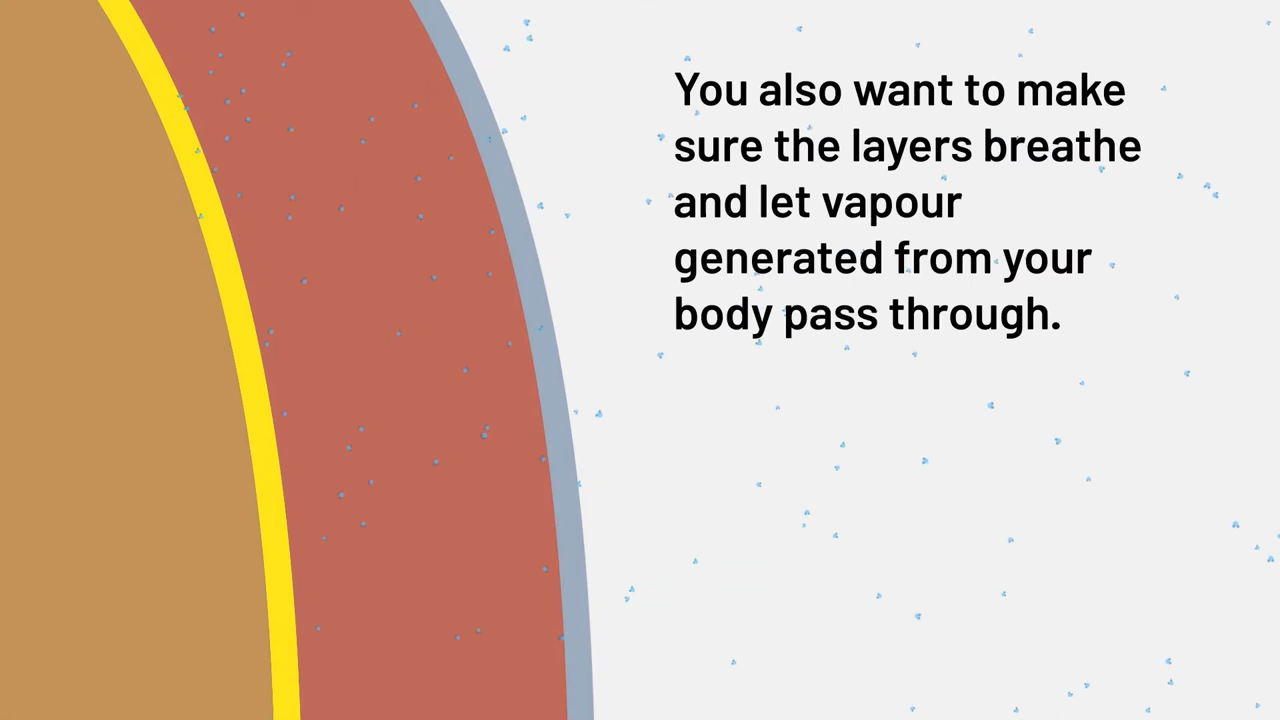 You also want to make
sure the layers breathe
and let vapour
generated from your
body pass through.